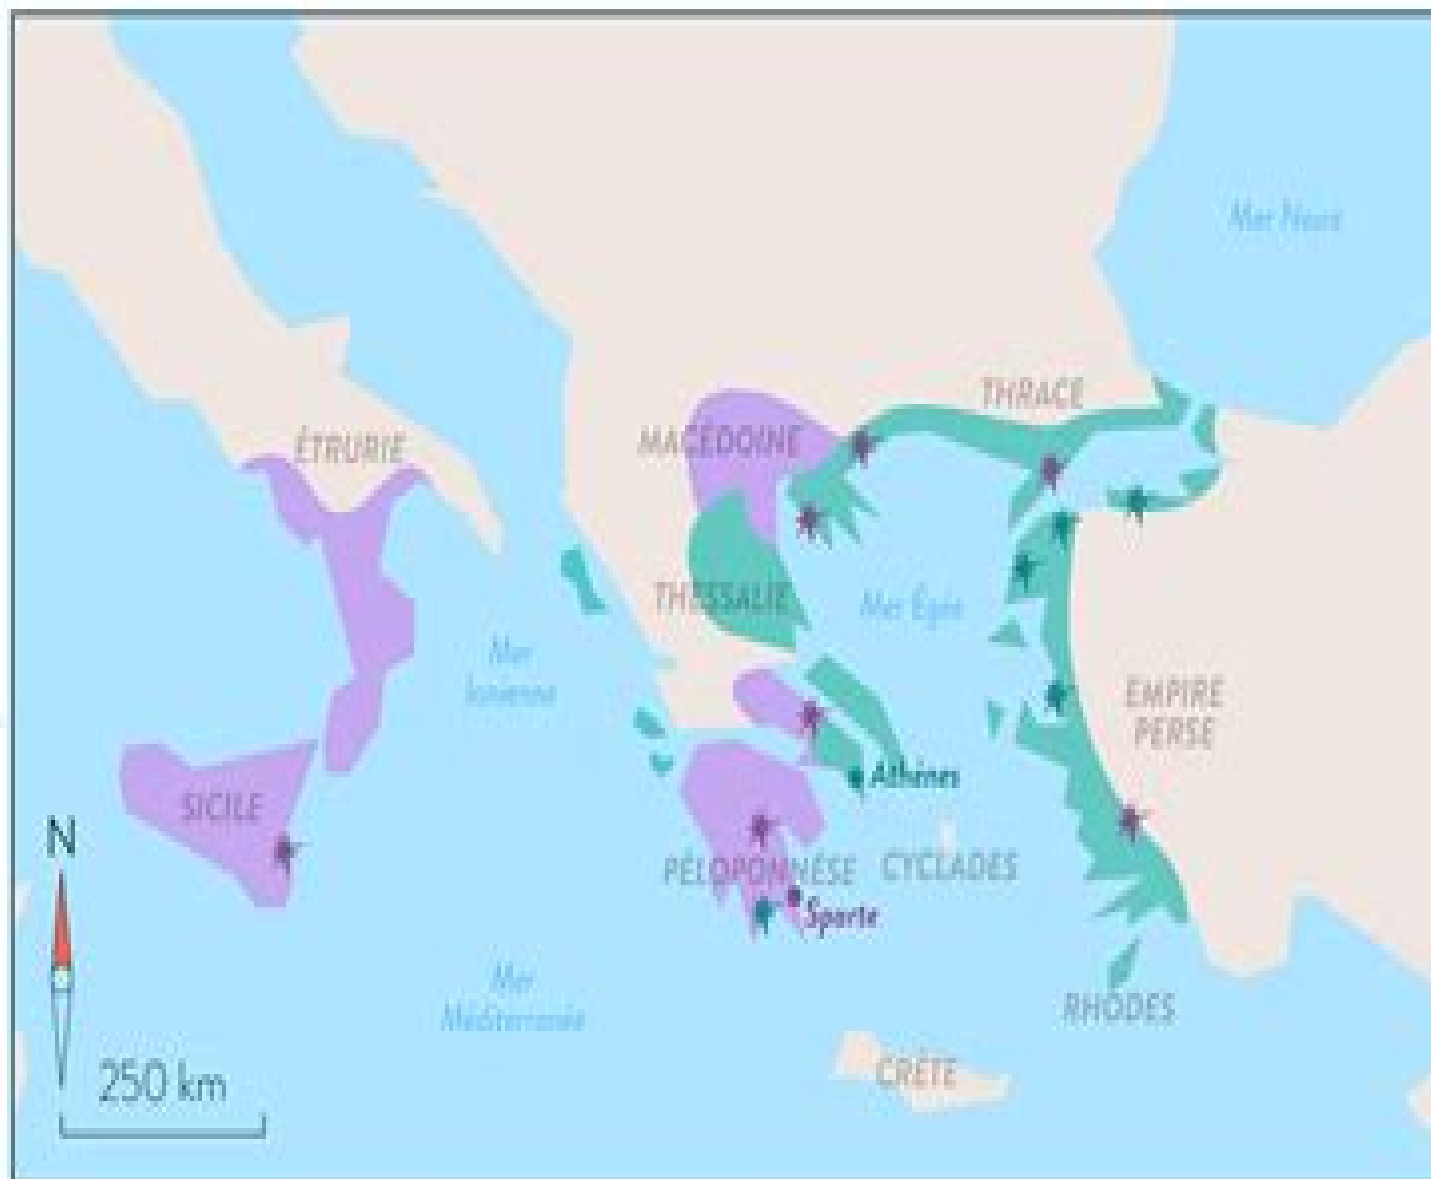 Mer Noire
THRACE
MACÉDOINE
ÉTRURIE
THESSALIE
Mer Égée
Mer
Ionienne
EMPIRE
PERSE
Athènes
SICILE
N
PÉLOPONNÈSE
CYCLADES
Sparte
Mer
Méditerranée
RHODES
CRÈTE
250 km